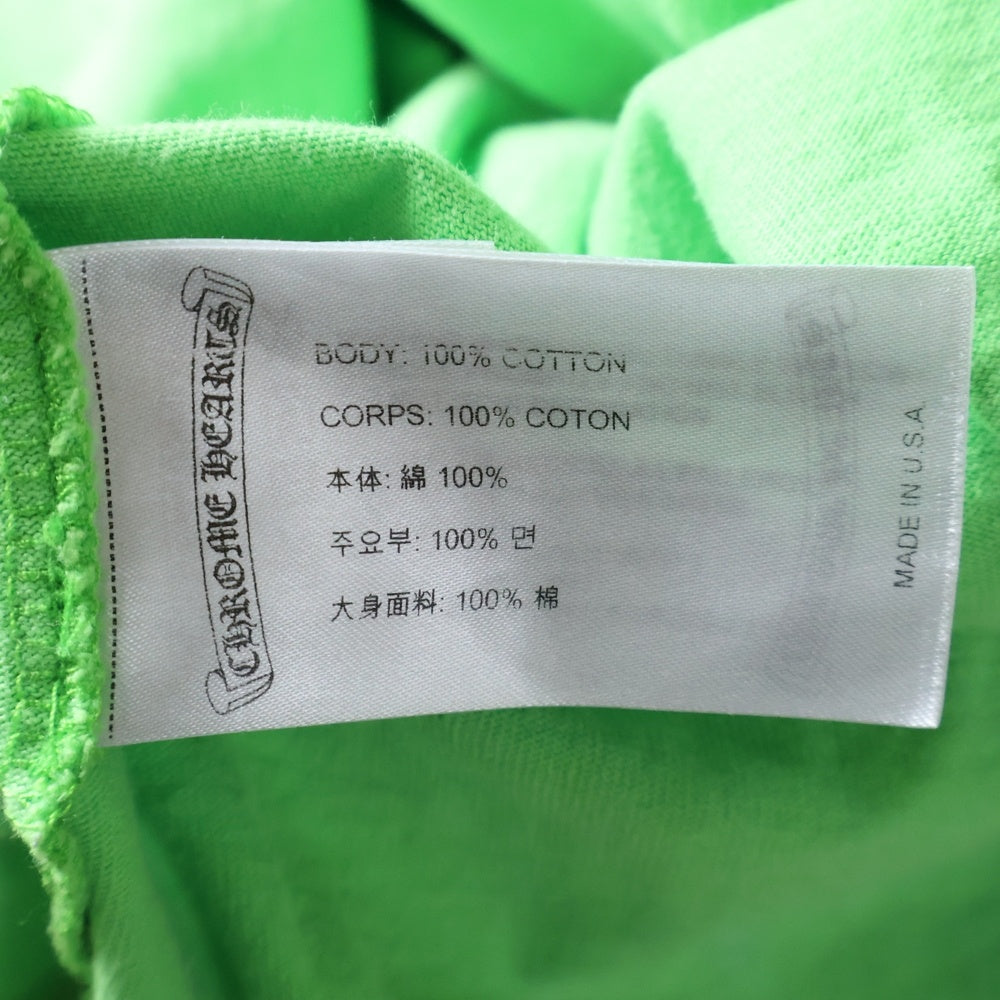 CHROME HEARTS
BODY: 100% COTTON
CORPS: 100% COTON
本体: 綿 100%
주요부: 100% 면
大身面料: 100% 棉
MADE IN U.S.A